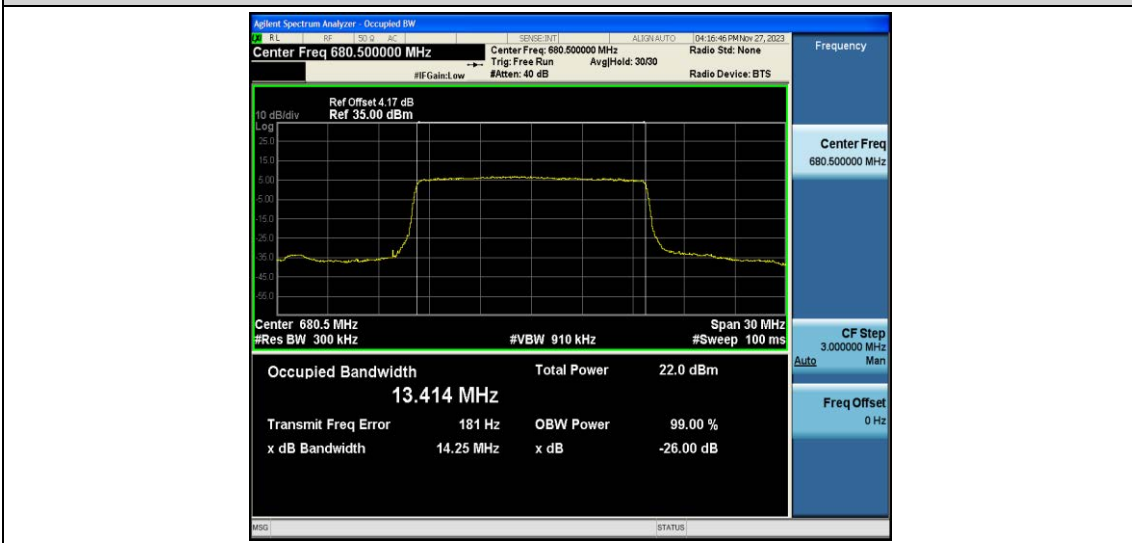 Agilent Spectrum Analyzer - Occupied BW
RL RF 50 Ω AC SENSE:INT ALIGN AUTO 04:16:46 PM Nov 27, 2023
Center Freq 680.500000 MHz
Center Freq: 680.500000 MHz
Radio Std: None
Trig: Free Run Avg|Hold: 30/30
#IFGain:Low #Atten: 40 dB Radio Device: BTS
Ref Offset 4.17 dB
10 dB/div Ref 35.00 dBm
Log
25.0
15.0
5.00
-5.00
-15.0
-25.0
-35.0
-45.0
-55.0
Center 680.5 MHz Span 30 MHz
#Res BW 300 kHz #VBW 910 kHz #Sweep 100 ms
Occupied Bandwidth Total Power 22.0 dBm
13.414 MHz
Transmit Freq Error 181 Hz OBW Power 99.00 %
x dB Bandwidth 14.25 MHz x dB -26.00 dB
MSG STATUS
Frequency
Center Freq
680.500000 MHz
CF Step
3.000000 MHz
Auto Man
Freq Offset
0 Hz